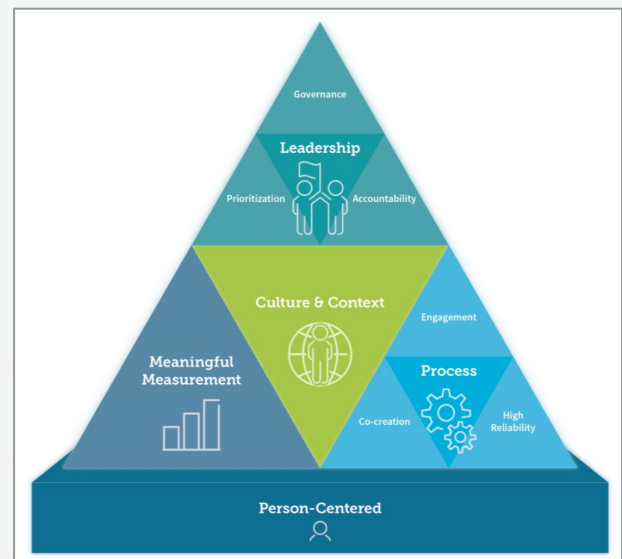 Governance
Leadership
Prioritization
Accountability
Culture & Context
Engagement
Meaningful
Measurement
Process
Co-creation
High
Reliability
Person-Centered